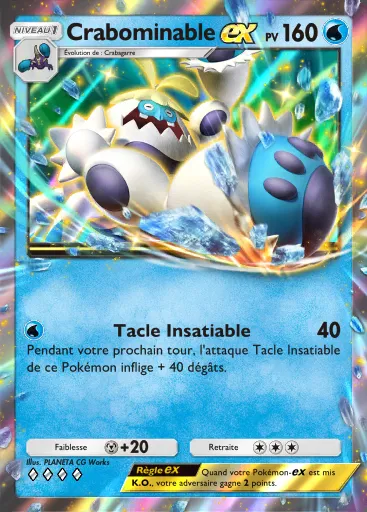 NIVEAU 1
Crabominable ex PV 160
Évolution de : Crabagarre
Tacle Insatiable 40
Pendant votre prochain tour, l'attaque Tacle Insatiable
de ce Pokémon inflige + 40 dégâts.
Faiblesse +20 Retraite
Illus. PLANETA CG Works
Règle ex Quand votre Pokémon-ex est mis
K.O., votre adversaire gagne 2 points.